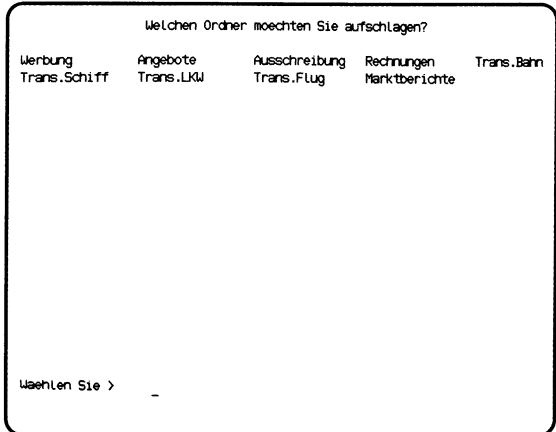 Welchen Ordner moechten Sie aufschlagen?
Werbung Angebote Ausschreibung Rechnungen Trans.Bahn
Trans.Schiff Trans.LKW Trans.Flug Marktberichte
Waehlen Sie > _